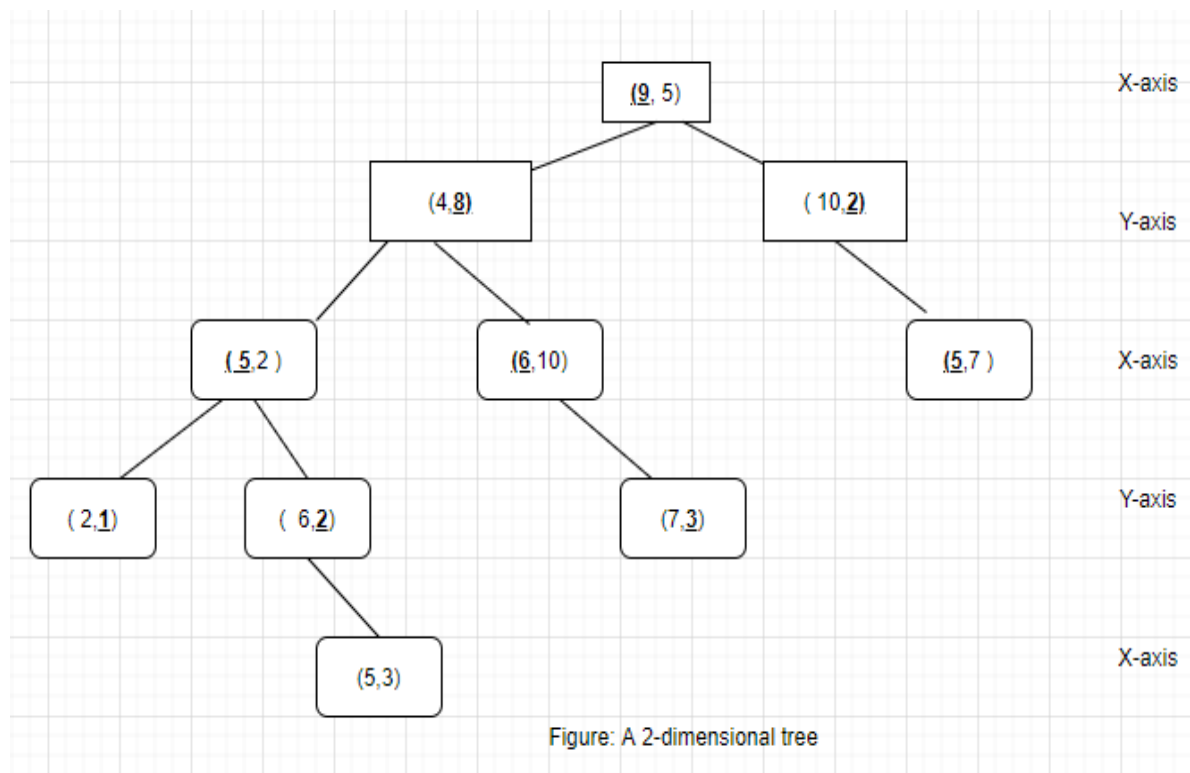 (9, 5)
X-axis
(4,8)
( 10,2)
Y-axis
( 5,2 )
(6,10)
(5,7 )
X-axis
( 2,1)
( 6,2)
(7,3)
Y-axis
(5,3)
X-axis
Figure: A 2-dimensional tree